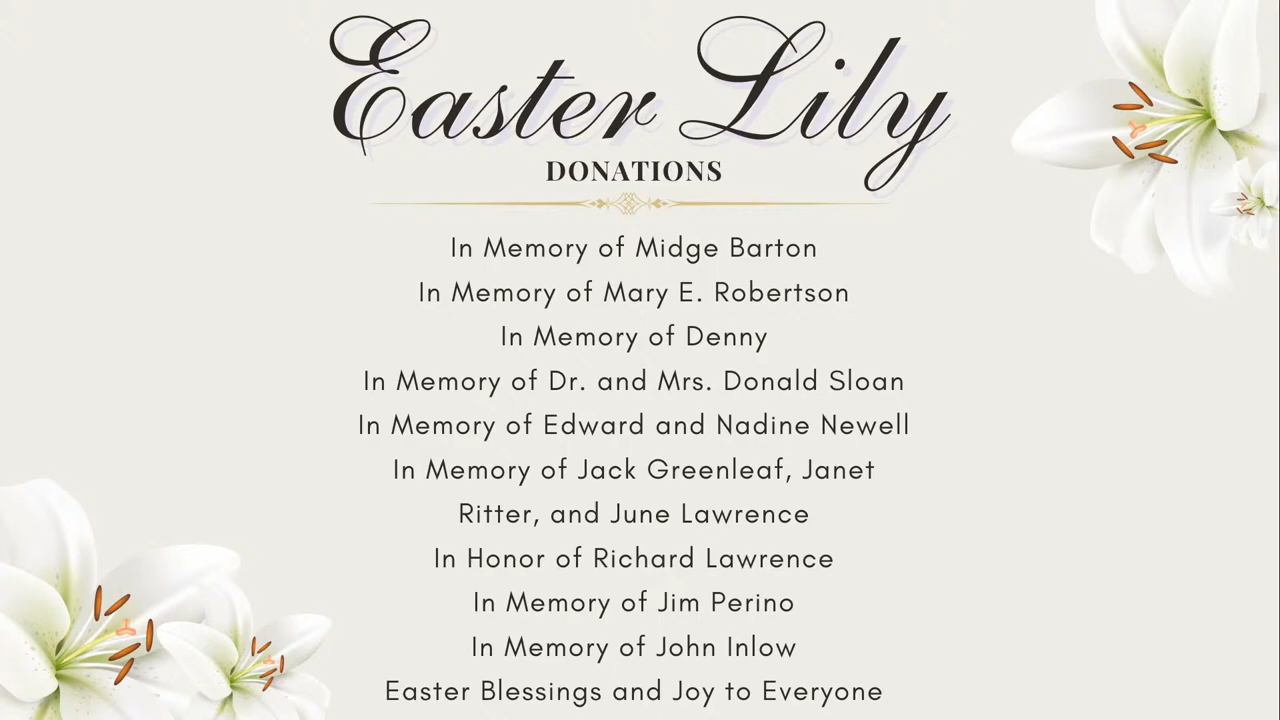 Easter Lily
DONATIONS
In Memory of Midge Barton
In Memory of Mary E. Robertson
In Memory of Denny
In Memory of Dr. and Mrs. Donald Sloan
In Memory of Edward and Nadine Newell
In Memory of Jack Greenleaf, Janet
Ritter, and June Lawrence
In Honor of Richard Lawrence
In Memory of Jim Perino
In Memory of John Inlow
Easter Blessings and Joy to Everyone